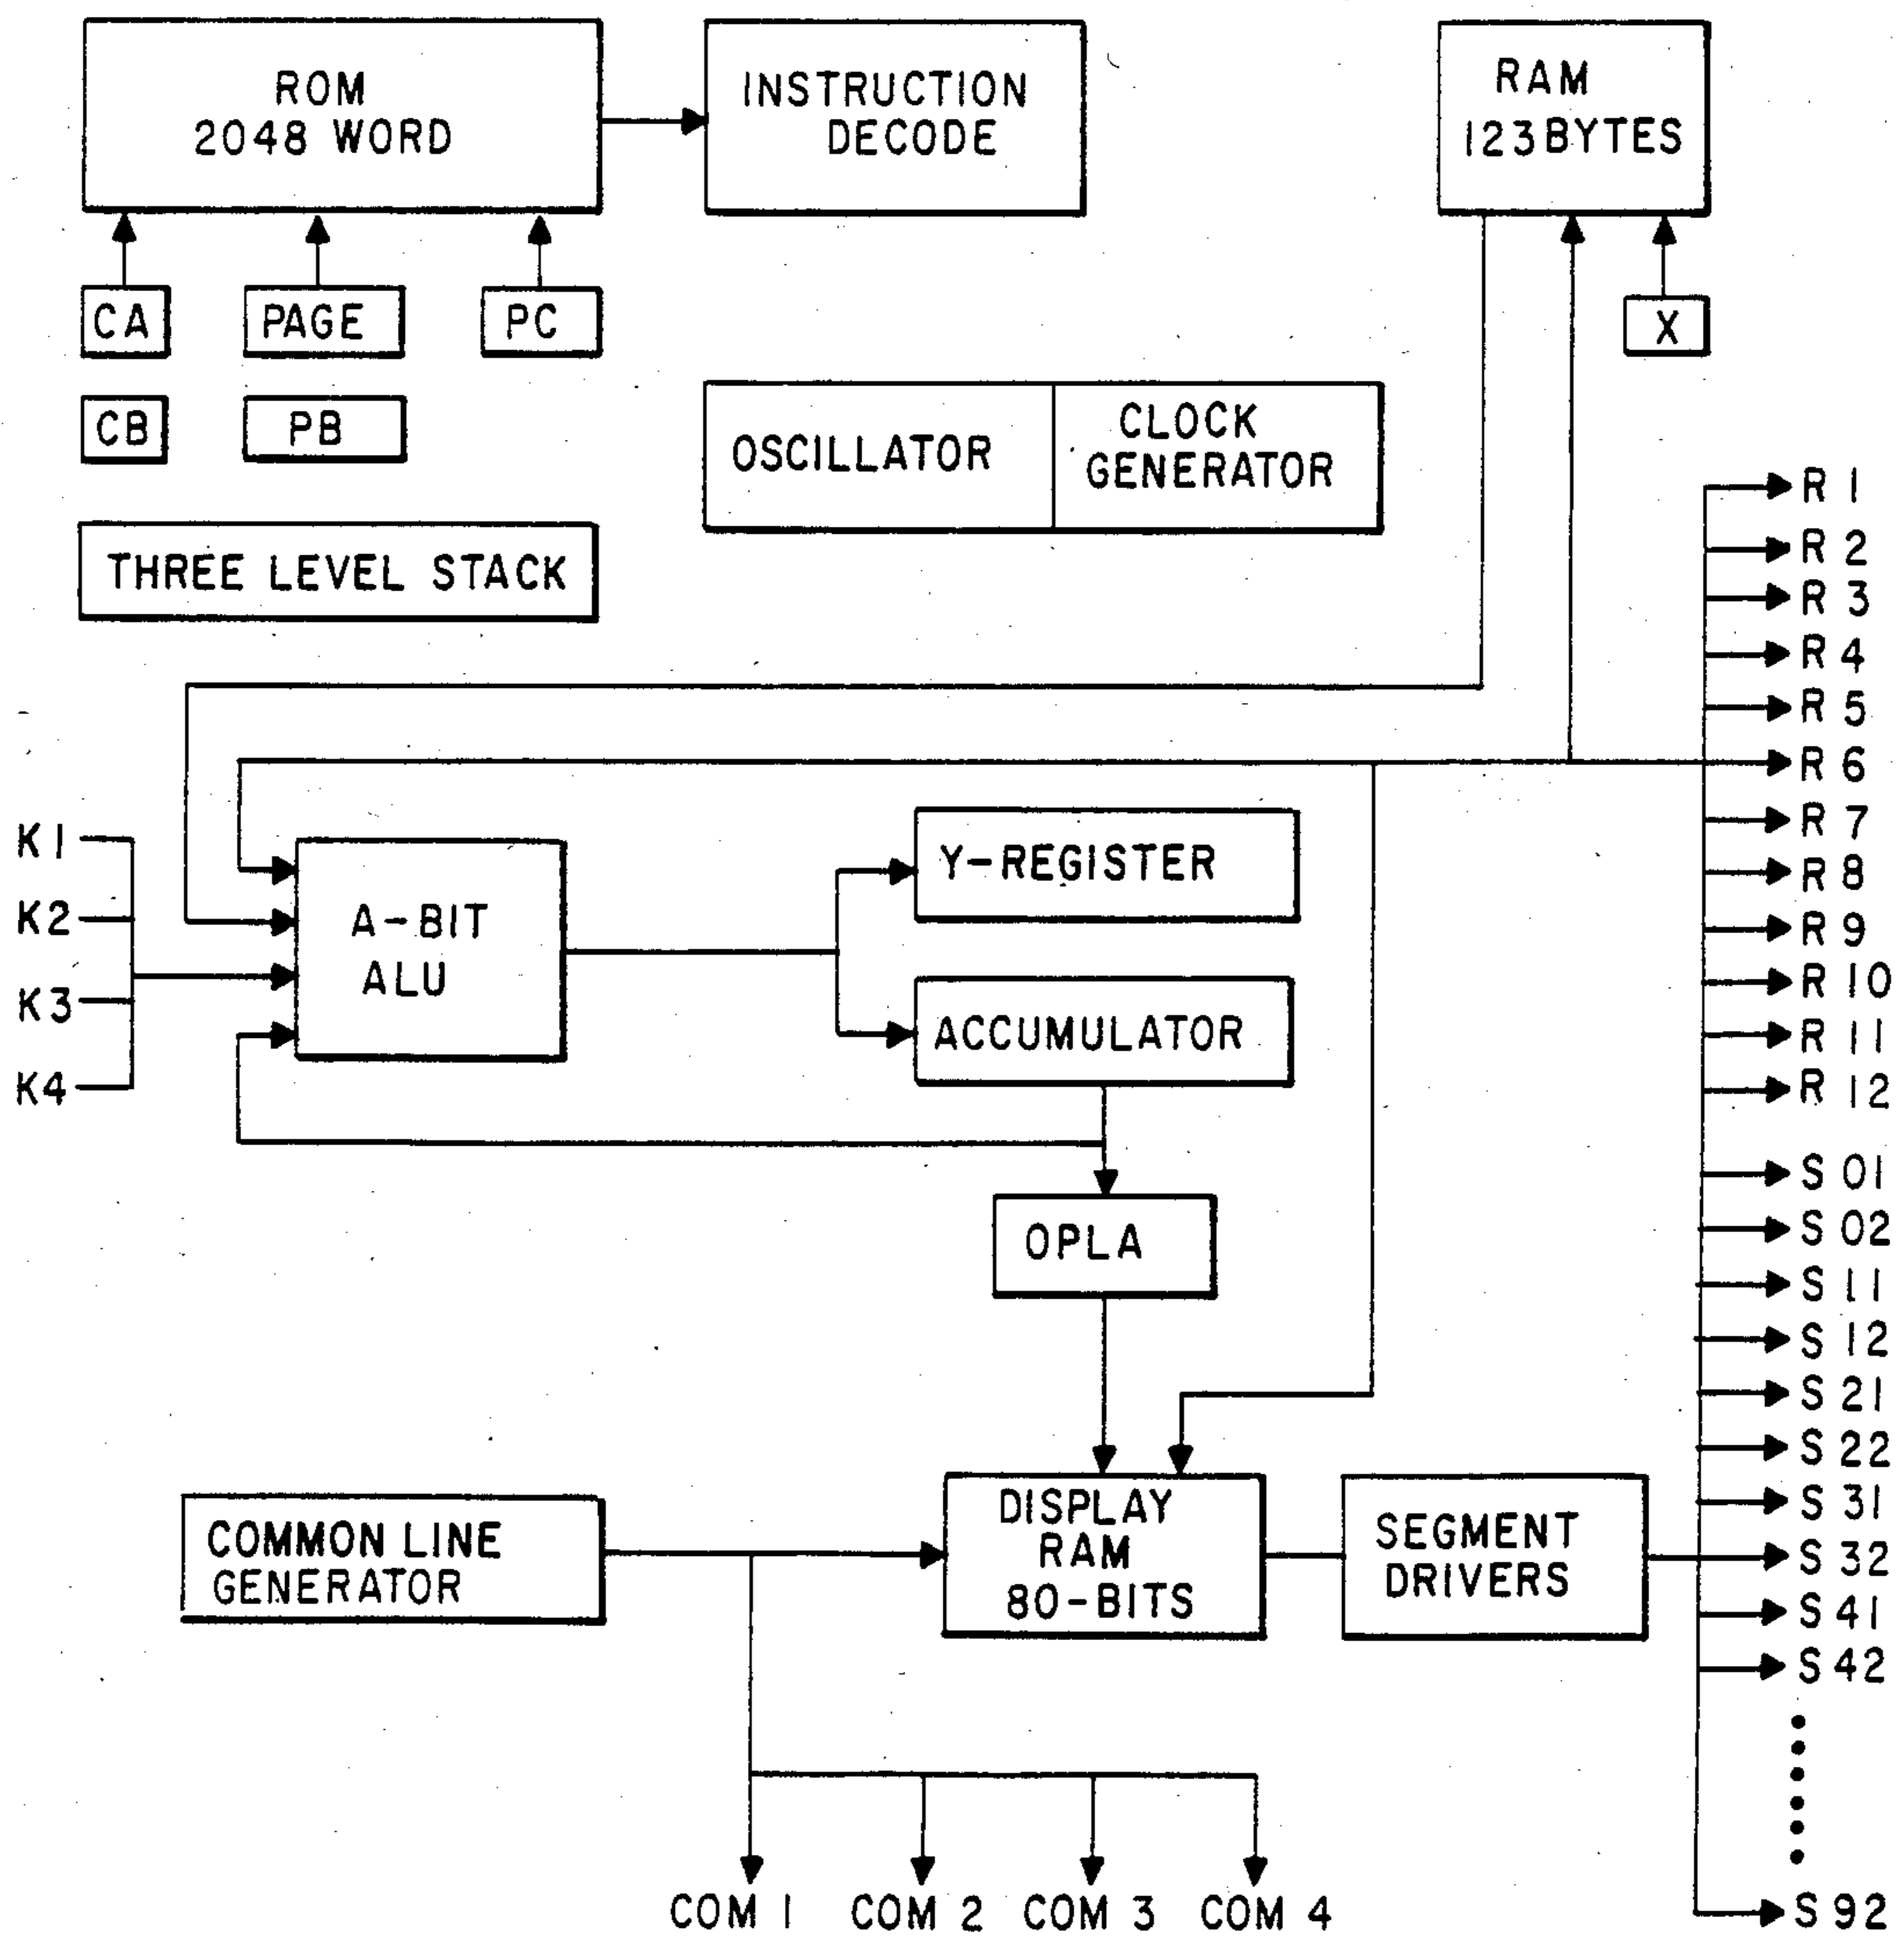 ROM
2048 WORD
INSTRUCTION
DECODE
RAM
123BYTES
CA
PAGE
PC
X
CB
PB
OSCILLATOR
CLOCK
GENERATOR
THREE LEVEL STACK
R 1
R 2
R 3
R 4
R 5
R 6
R 7
R 8
R 9
R 10
R 11
R 12
K1
K2
K3
K4
A-BIT
ALU
Y-REGISTER
ACCUMULATOR
OPLA
S 01
S 02
S 11
S 12
S 21
S 22
S 31
S 32
S 41
S 42
S 92
COMMON LINE
GENERATOR
DISPLAY
RAM
80-BITS
SEGMENT
DRIVERS
COM 1
COM 2
COM 3
COM 4